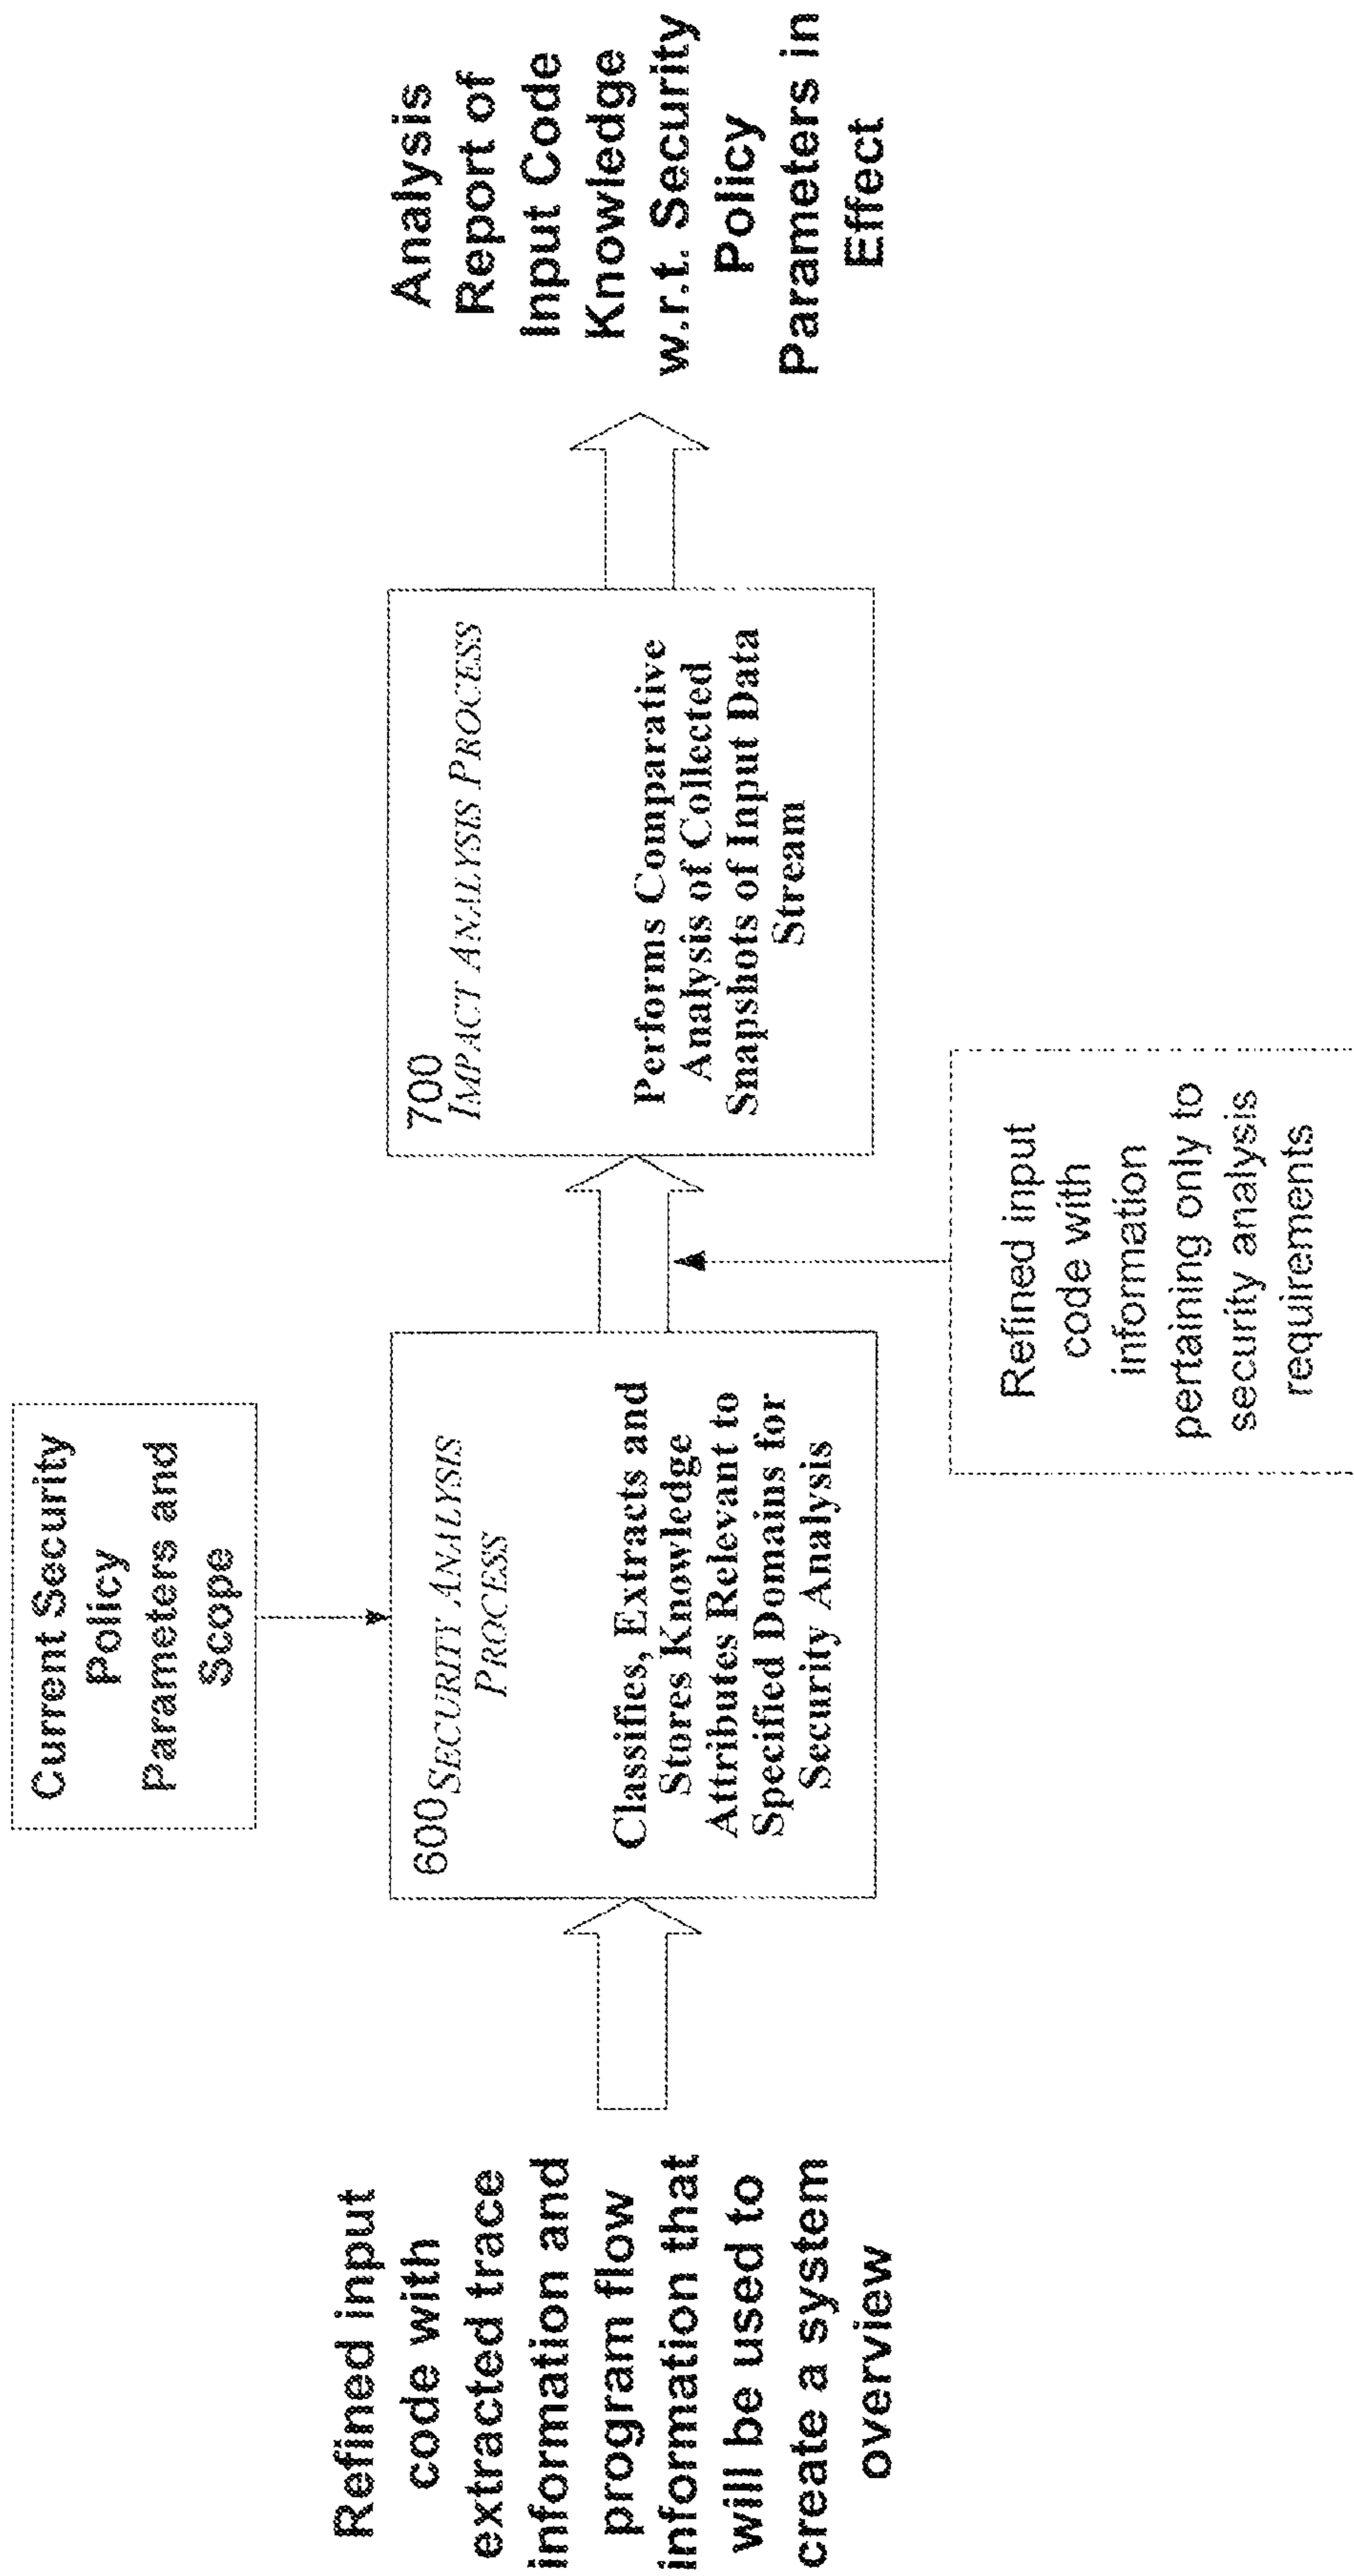 Current Security
Policy
Parameters and
Scope
Refined input
code with
extracted trace
information and
program flow
information that
will be used to
create a system
overview
600 SECURITY ANALYSIS
PROCESS
Classifies, Extracts and
Stores Knowledge
Attributes Relevant to
Specified Domains for
Security Analysis
700
IMPACT ANALYSIS PROCESS
Performs Comparative
Analysis of Collected
Snapshots of Input Data
Stream
Analysis
Report of
Input Code
Knowledge
w.r.t. Security
Policy
Parameters in
Effect
Refined input
code with
information
pertaining only to
security analysis
requirements